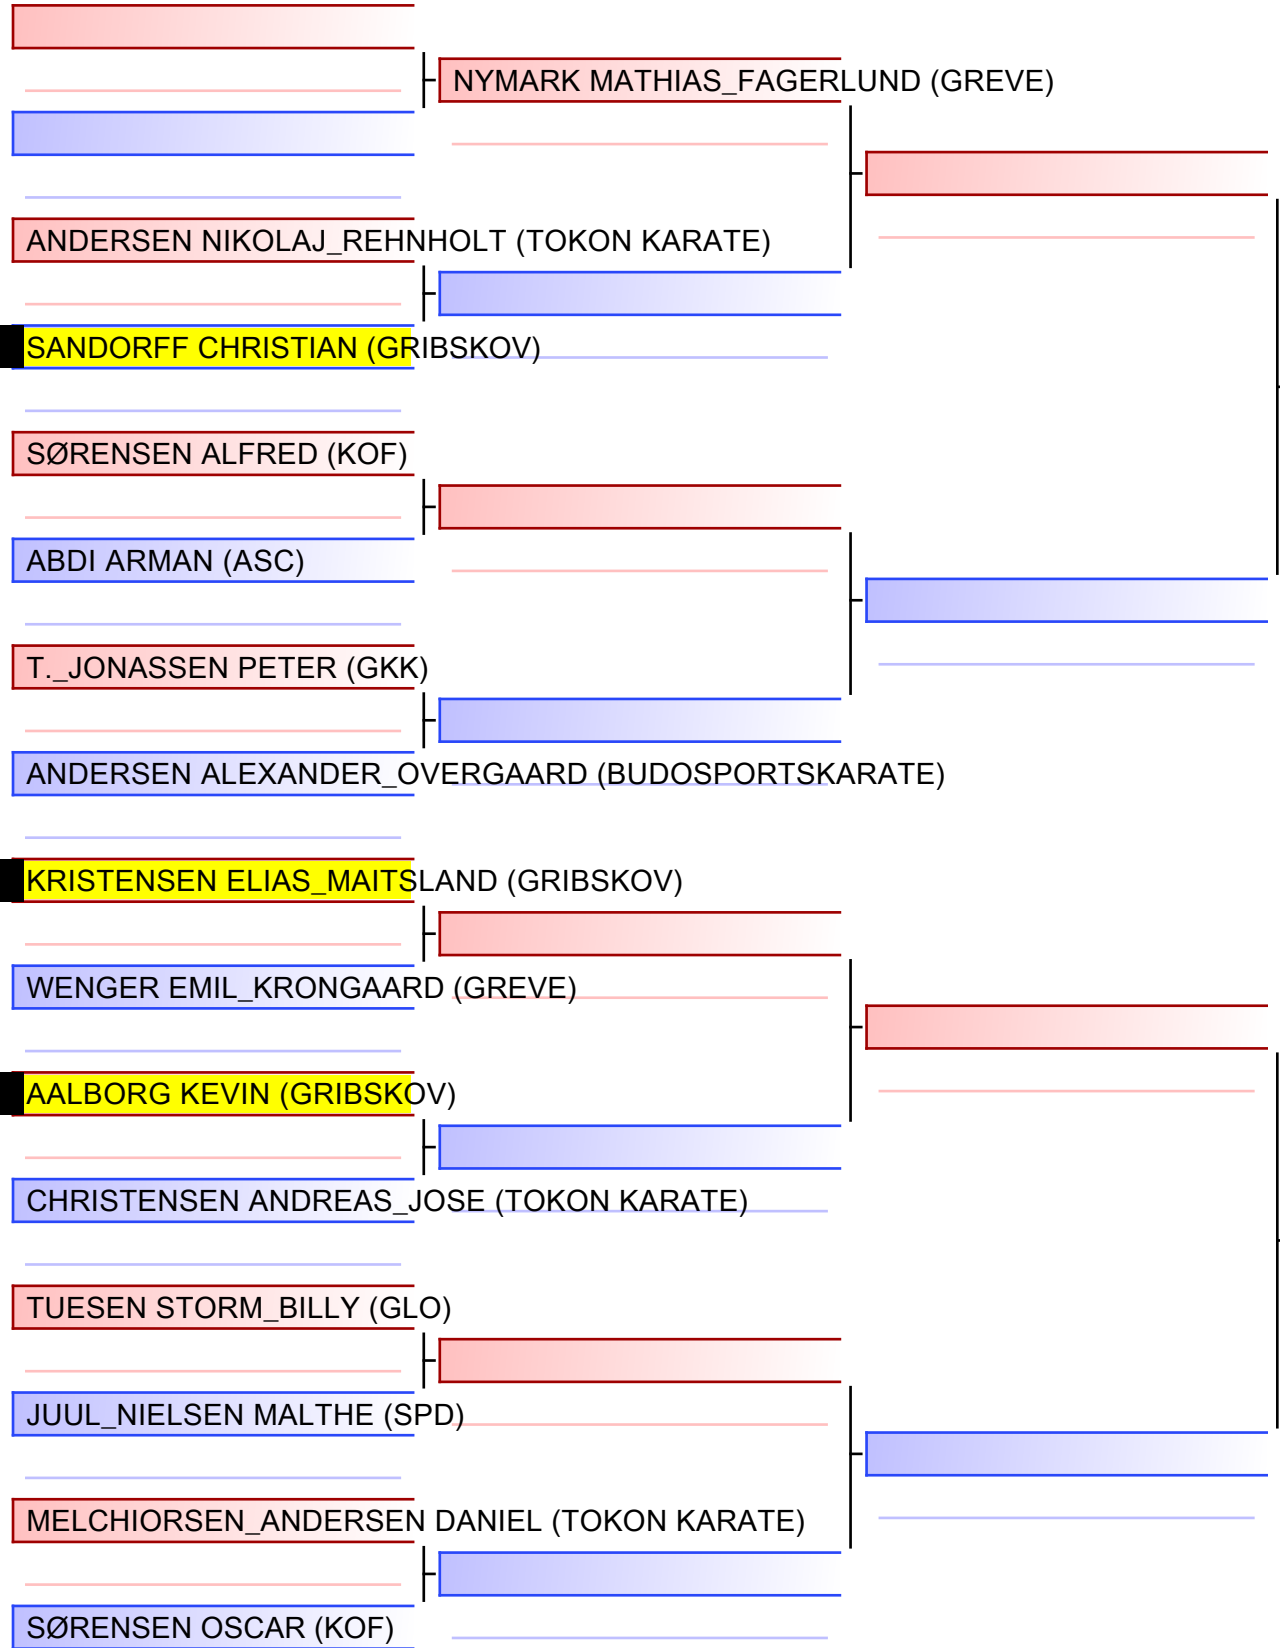 NYMARK MATHIAS_FAGERLUND (GREVE)
ANDERSEN NIKOLAJ_REHNHOLT (TOKON KARATE)
SANDORFF CHRISTIAN (GRIBSKOV)
SØRENSEN ALFRED (KOF)
ABDI ARMAN (ASC)
T._JONASSEN PETER (GKK)
ANDERSEN ALEXANDER_OVERGAARD (BUDOSPORTSKARATE)
KRISTENSEN ELIAS_MAITSLAND (GRIBSKOV)
WENGER EMIL_KRONGAARD (GREVE)
AALBORG KEVIN (GRIBSKOV)
CHRISTENSEN ANDREAS_JOSE (TOKON KARATE)
TUESEN STORM_BILLY (GLO)
JUUL_NIELSEN MALTHE (SPD)
MELCHIORSEN_ANDERSEN DANIEL (TOKON KARATE)
SØRENSEN OSCAR (KOF)